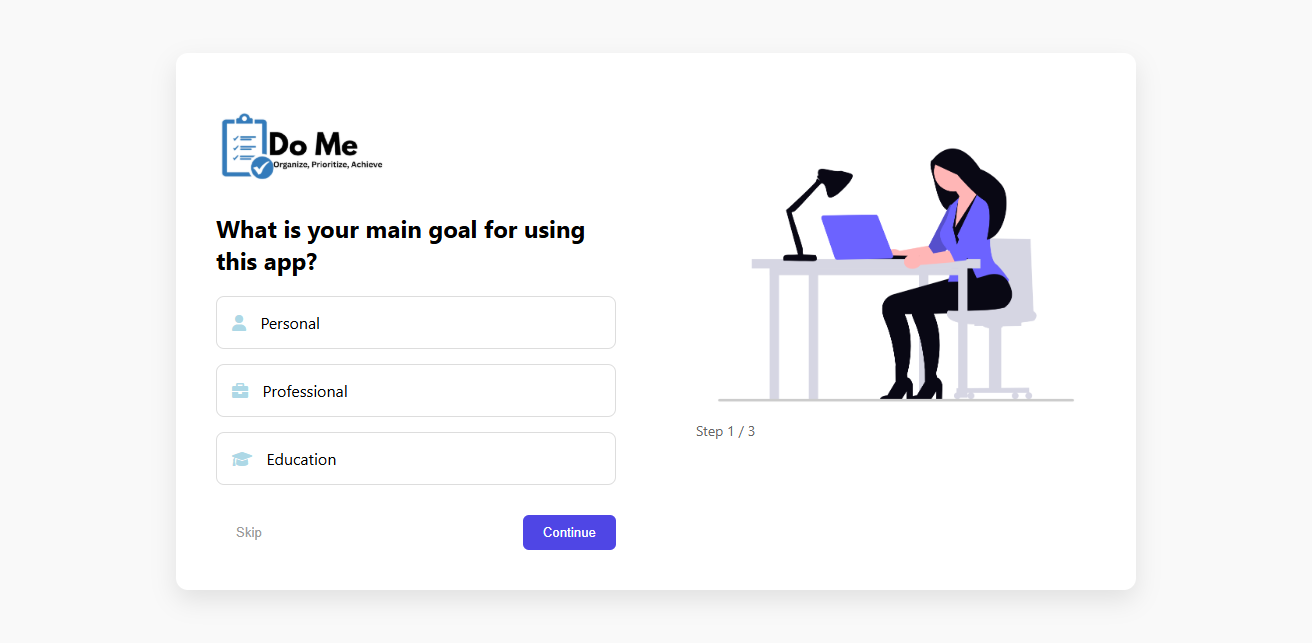 Do Me
Organize, Prioritize, Achieve
What is your main goal for using
this app?
Personal
Professional
Education
Skip
Continue
Step 1 / 3